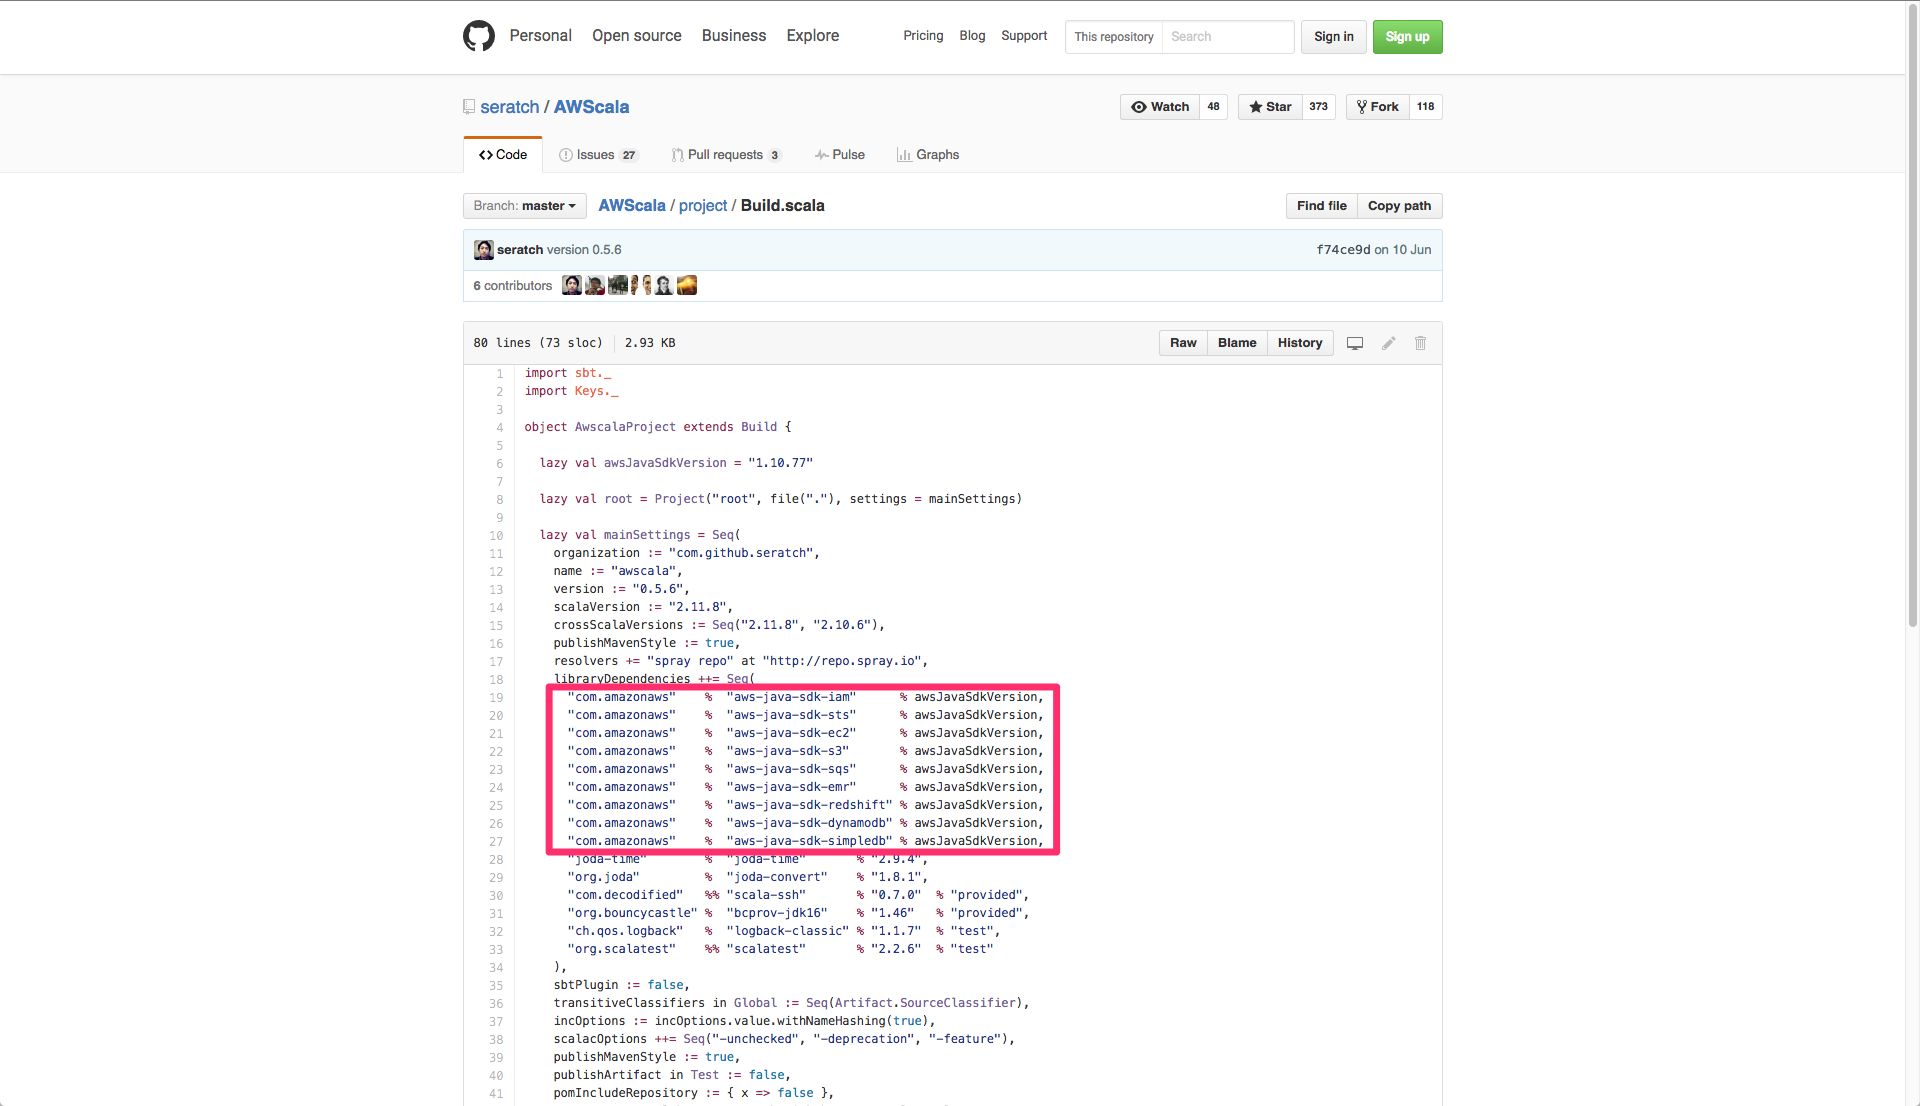 Personal Open source Business Explore Pricing Blog Support This repository Search Sign in Sign up
seratch / AWScala Watch 48 Star 373 Fork 118
Code Issues 27 Pull requests 3 Pulse Graphs
Branch: master AWScala / project / Build.scala Find file Copy path
seratch version 0.5.6 f74ce9d on 10 Jun
6 contributors
80 lines (73 sloc) 2.93 KB Raw Blame History
1 import sbt._
2 import Keys._
3
4 object AwscalaProject extends Build {
5
6 lazy val awsJavaSdkVersion = "1.10.77"
7
8 lazy val root = Project("root", file("."), settings = mainSettings)
9
10 lazy val mainSettings = Seq(
11 organization := "com.github.seratch",
12 name := "awscala",
13 version := "0.5.6",
14 scalaVersion := "2.11.8",
15 crossScalaVersions := Seq("2.11.8", "2.10.6"),
16 publishMavenStyle := true,
17 resolvers += "spray repo" at "http://repo.spray.io",
18 libraryDependencies ++= Seq(
19 "com.amazonaws" % "aws-java-sdk-iam" % awsJavaSdkVersion,
20 "com.amazonaws" % "aws-java-sdk-sts" % awsJavaSdkVersion,
21 "com.amazonaws" % "aws-java-sdk-ec2" % awsJavaSdkVersion,
22 "com.amazonaws" % "aws-java-sdk-s3" % awsJavaSdkVersion,
23 "com.amazonaws" % "aws-java-sdk-sqs" % awsJavaSdkVersion,
24 "com.amazonaws" % "aws-java-sdk-emr" % awsJavaSdkVersion,
25 "com.amazonaws" % "aws-java-sdk-redshift" % awsJavaSdkVersion,
26 "com.amazonaws" % "aws-java-sdk-dynamodb" % awsJavaSdkVersion,
27 "com.amazonaws" % "aws-java-sdk-simpledb" % awsJavaSdkVersion,
28 "joda-time" % "joda-time" % "2.9.4",
29 "org.joda" % "joda-convert" % "1.8.1",
30 "com.decodified" %% "scala-ssh" % "0.7.0" % "provided",
31 "org.bouncycastle" % "bcprov-jdk16" % "1.46" % "provided",
32 "ch.qos.logback" % "logback-classic" % "1.1.7" % "test",
33 "org.scalatest" %% "scalatest" % "2.2.6" % "test"
34 ),
35 sbtPlugin := false,
36 transitiveClassifiers in Global := Seq(Artifact.SourceClassifier),
37 incOptions := incOptions.value.withNameHashing(true),
38 scalacOptions ++= Seq("-unchecked", "-deprecation", "-feature"),
39 publishMavenStyle := true,
40 publishArtifact in Test := false,
41 pomIncludeRepository := { x => false },